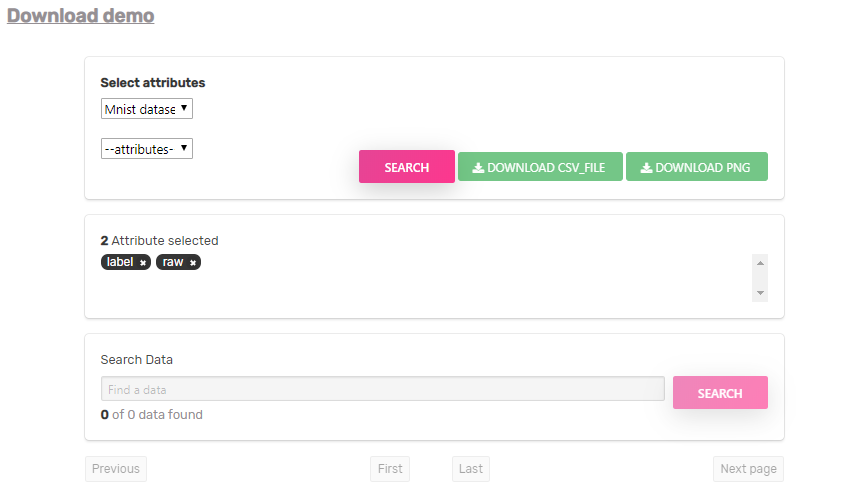 Download demo
Select attributes
Mnist datase
--attributes-
SEARCH DOWNLOAD CSV_FILE DOWNLOAD PNG
2 Attribute selected
label × raw ×
Search Data
Find a data SEARCH
0 of 0 data found
Previous First Last Next page